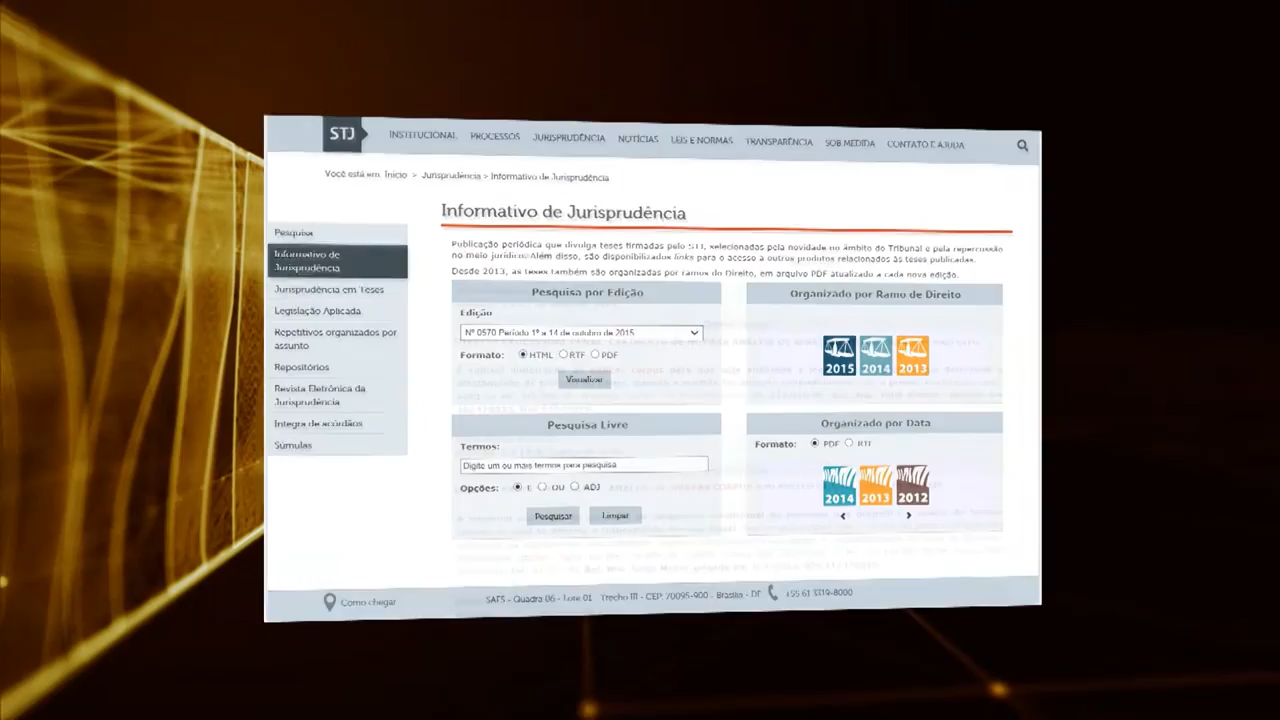 STJ
INSTITUCIONAL PROCESSOS JURISPRUDÊNCIA NOTÍCIAS LEIS E NORMAS TRANSPARÊNCIA SOB MEDIDA CONTATO E AJUDA
Você está em: Início > Jurisprudência > Informativo de Jurisprudência
Informativo de Jurisprudência
Pesquisa
Informativo de
Jurisprudência
Jurisprudência em Teses
Legislação Aplicada
Repetitivos organizados por
assunto
Repositórios
Revista Eletrônica da
Jurisprudência
Íntegra de acórdãos
Súmulas
Publicação periódica que divulga teses firmadas pelo STJ, selecionadas pela novidade no âmbito do Tribunal e pela repercussão
no meio jurídico. Além disso, são disponibilizados links para o acesso a outros produtos relacionados às teses publicadas.
Desde 2013, as teses também são organizadas por ramos do Direito, em arquivo PDF atualizado a cada nova edição.
Pesquisa por Edição
Edição
Nº 0570 Período 1º a 14 de outubro de 2015
Formato: HTML RTF PDF
Visualizar
Organizado por Ramo de Direito
2015 2014 2013
Pesquisa Livre
Termos:
Digite um ou mais termos para pesquisa
Opções: E OU ADJ
Pesquisar Limpar
Organizado por Data
Formato: PDF RTF
2014 2013 2012
Como chegar
SAFS - Quadra 06 - Lote 01 Trecho III - CEP 70095-900 - Brasília - DF +55 61 3319-8000